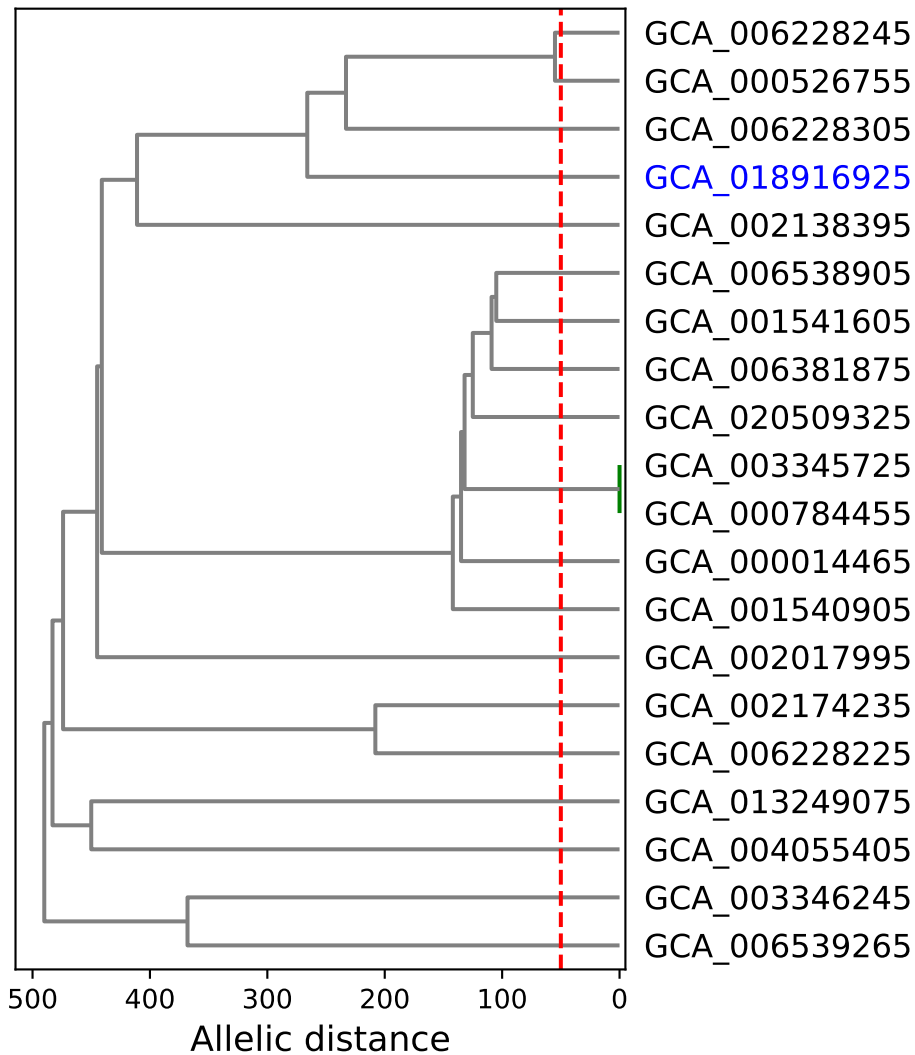 GCA_006228245
GCA_000526755
GCA_006228305
GCA_018916925
GCA_002138395
GCA_006538905
GCA_001541605
GCA_006381875
GCA_020509325
GCA_003345725
GCA_000784455
GCA_000014465
GCA_001540905
GCA_002017995
GCA_002174235
GCA_006228225
GCA_013249075
GCA_004055405
GCA_003346245
GCA_006539265
500 400 300 200 100 0
Allelic distance